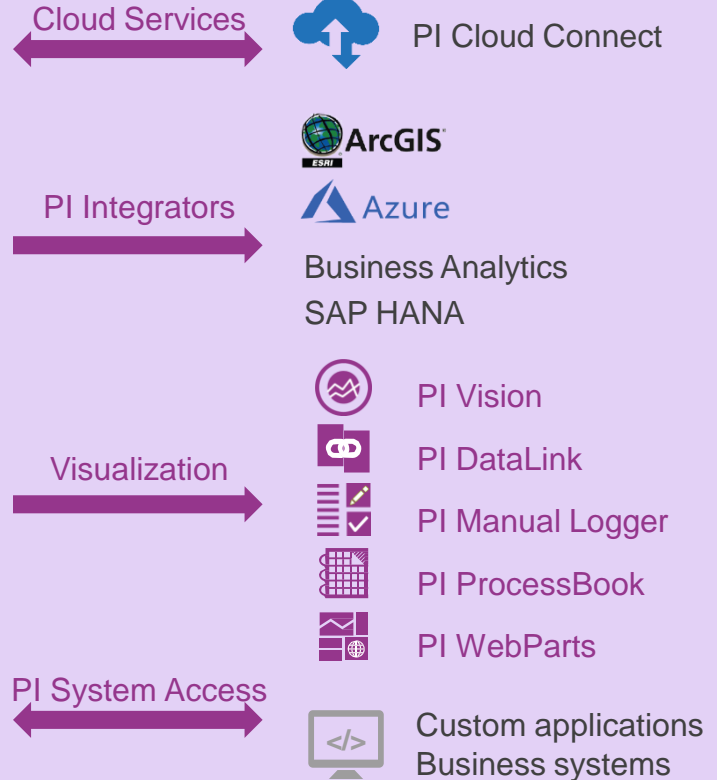 Cloud Services
PI Cloud Connect
ArcGIS
ESRI
PI Integrators
Azure
Business Analytics
SAP HANA
PI Vision
Visualization
PI DataLink
PI Manual Logger
PI ProcessBook
PI WebParts
PI System Access
</>
Custom applications
Business systems